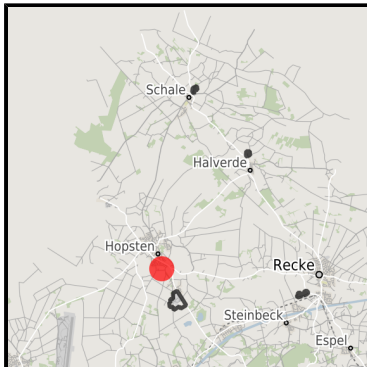 Schale
Halverde
Hopsten
Recke
Steinbeck
Espel